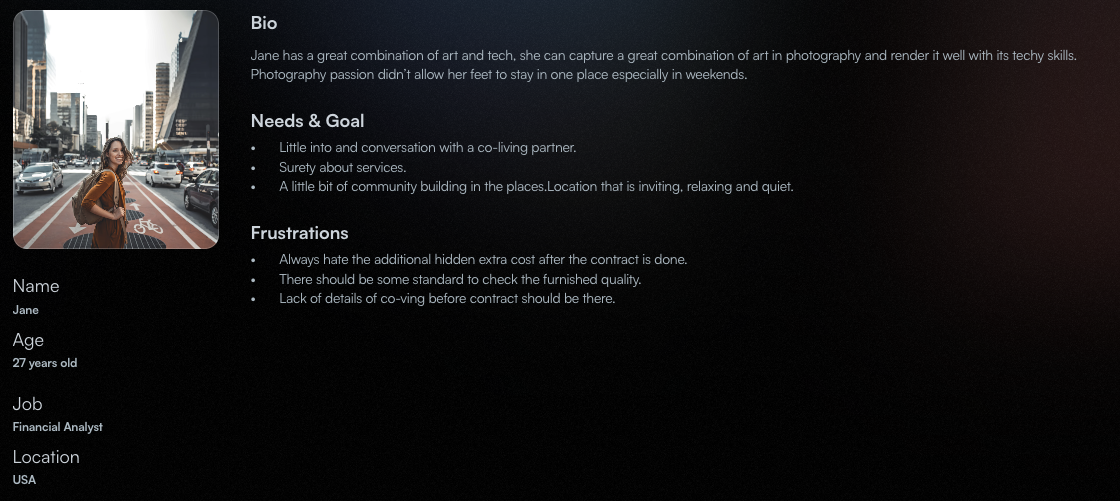 Bio
Jane has a great combination of art and tech, she can capture a great combination of art in photography and render it well with its techy skills.
Photography passion didn't allow her feet to stay in one place especially in weekends.
Needs & Goal
• Little into and conversation with a co-living partner.
• Surety about services.
• A little bit of community building in the places.Location that is inviting, relaxing and quiet.
Frustrations
• Always hate the additional hidden extra cost after the contract is done.
• There should be some standard to check the furnished quality.
• Lack of details of co-ving before contract should be there.
Name
Jane
Age
27 years old
Job
Financial Analyst
Location
USA